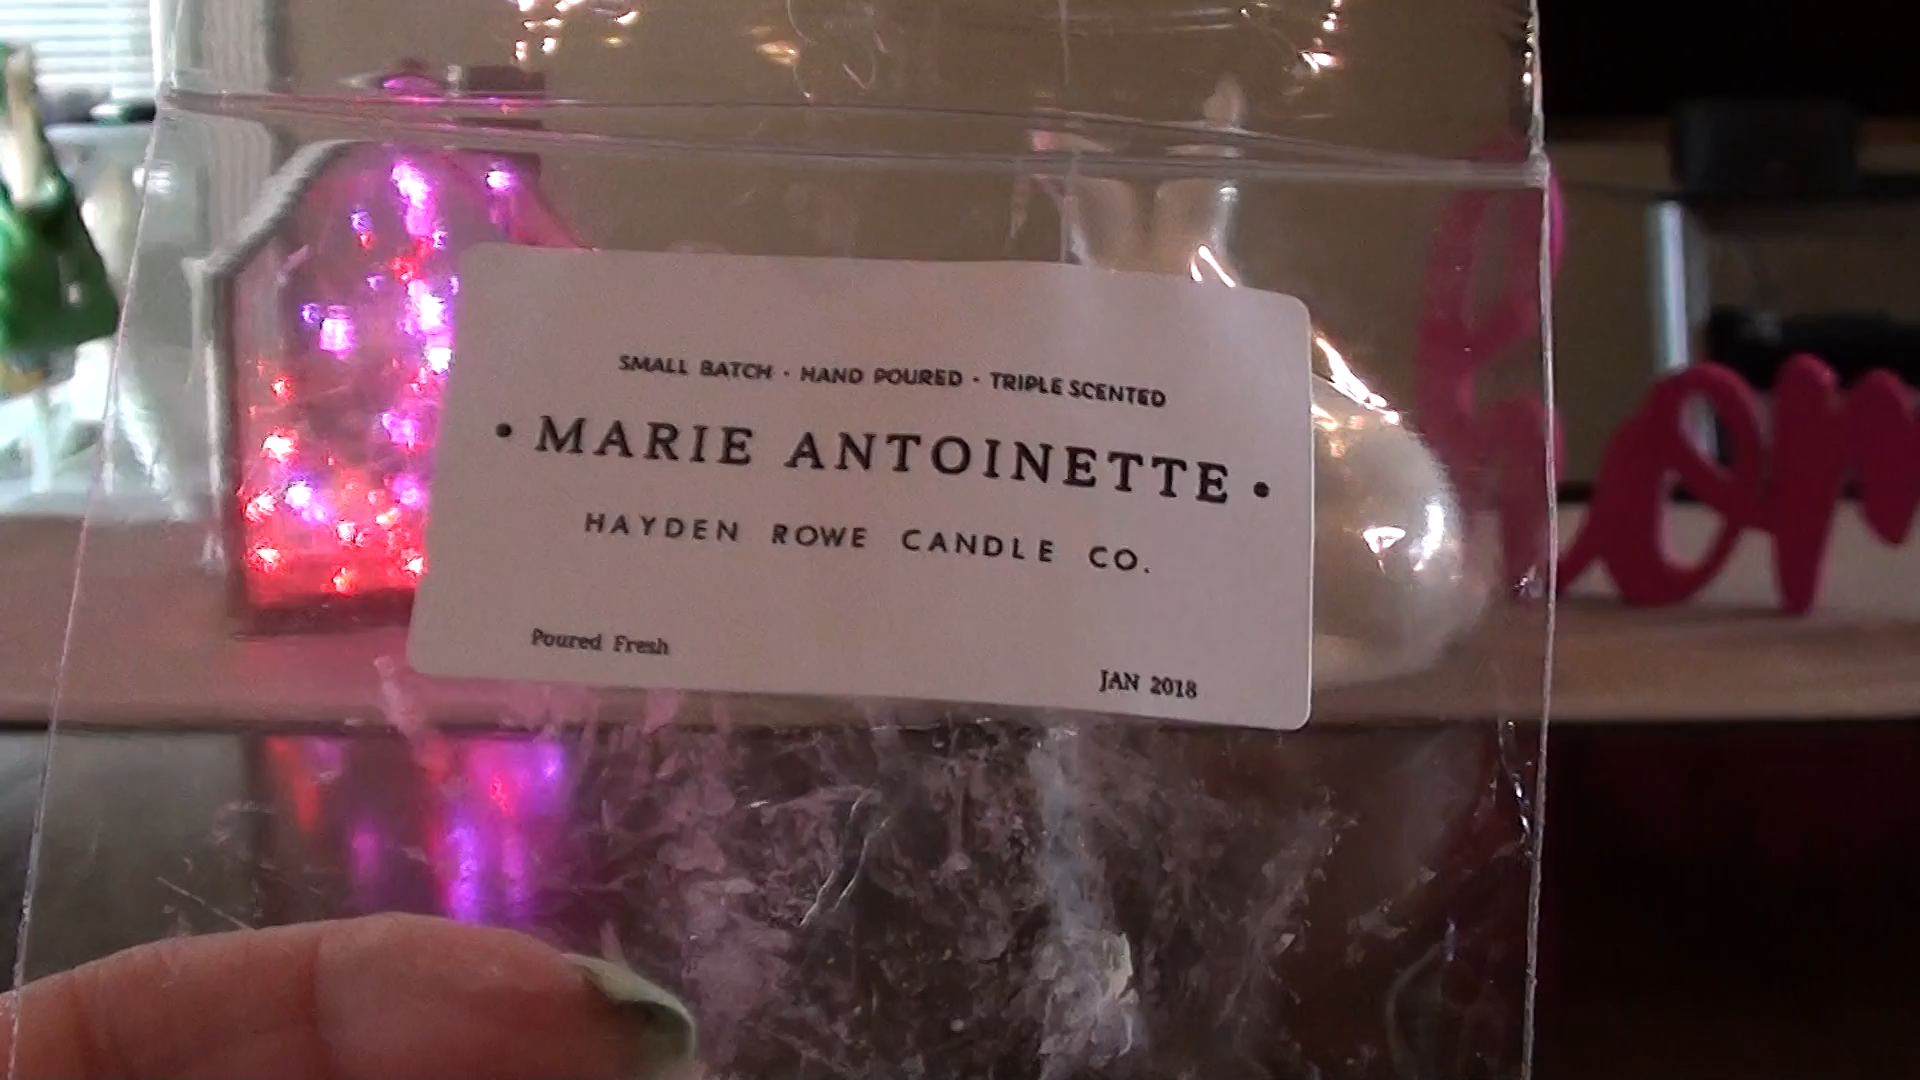 SMALL BATCH · HAND POURED · TRIPLE SCENTED
• MARIE ANTOINETTE •
HAYDEN ROWE CANDLE CO.
Poured Fresh
JAN 2018